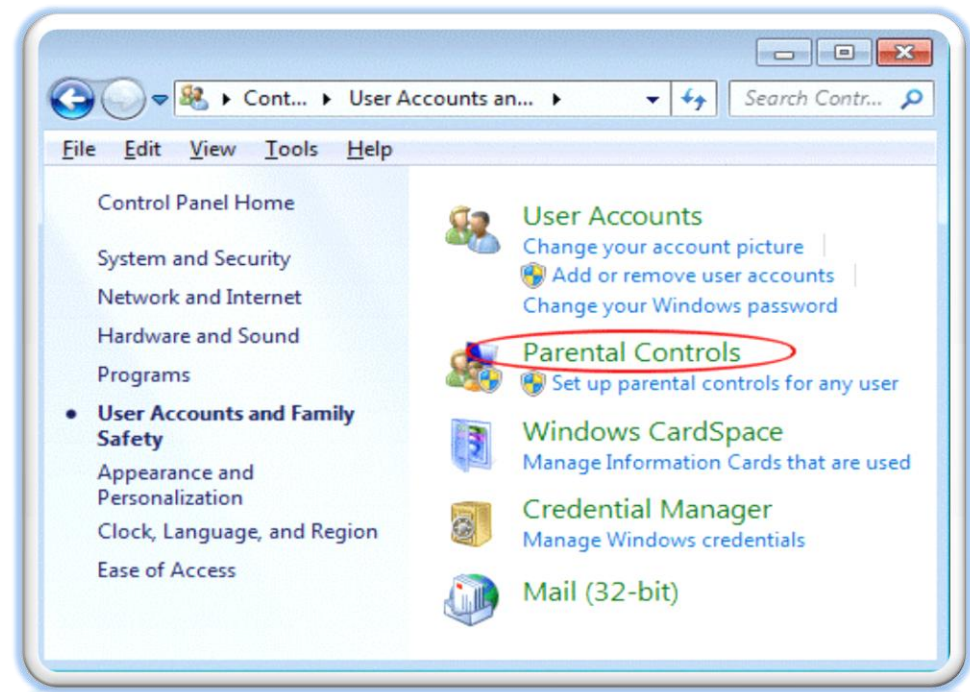 Cont... User Accounts an...
Search Contr...
File Edit View Tools Help
Control Panel Home
System and Security
Network and Internet
Hardware and Sound
Programs
User Accounts and Family
Safety
Appearance and
Personalization
Clock, Language, and Region
Ease of Access
User Accounts
Change your account picture
Add or remove user accounts
Change your Windows password
Parental Controls
Set up parental controls for any user
Windows CardSpace
Manage Information Cards that are used
Credential Manager
Manage Windows credentials
Mail (32-bit)